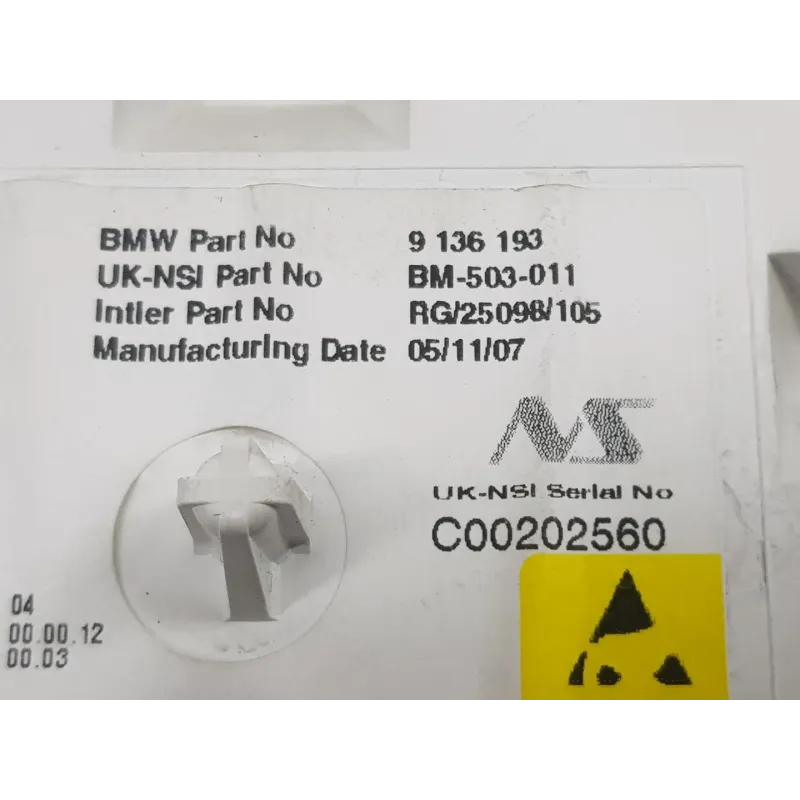 BMW Part No 9 136 193
UK-NSI Part No BM-503-011
Intier Part No RG/25098/105
Manufacturing Date 05/11/07
NS
UK-NSI Serial No
C00202560
04
00.00.12
00.03